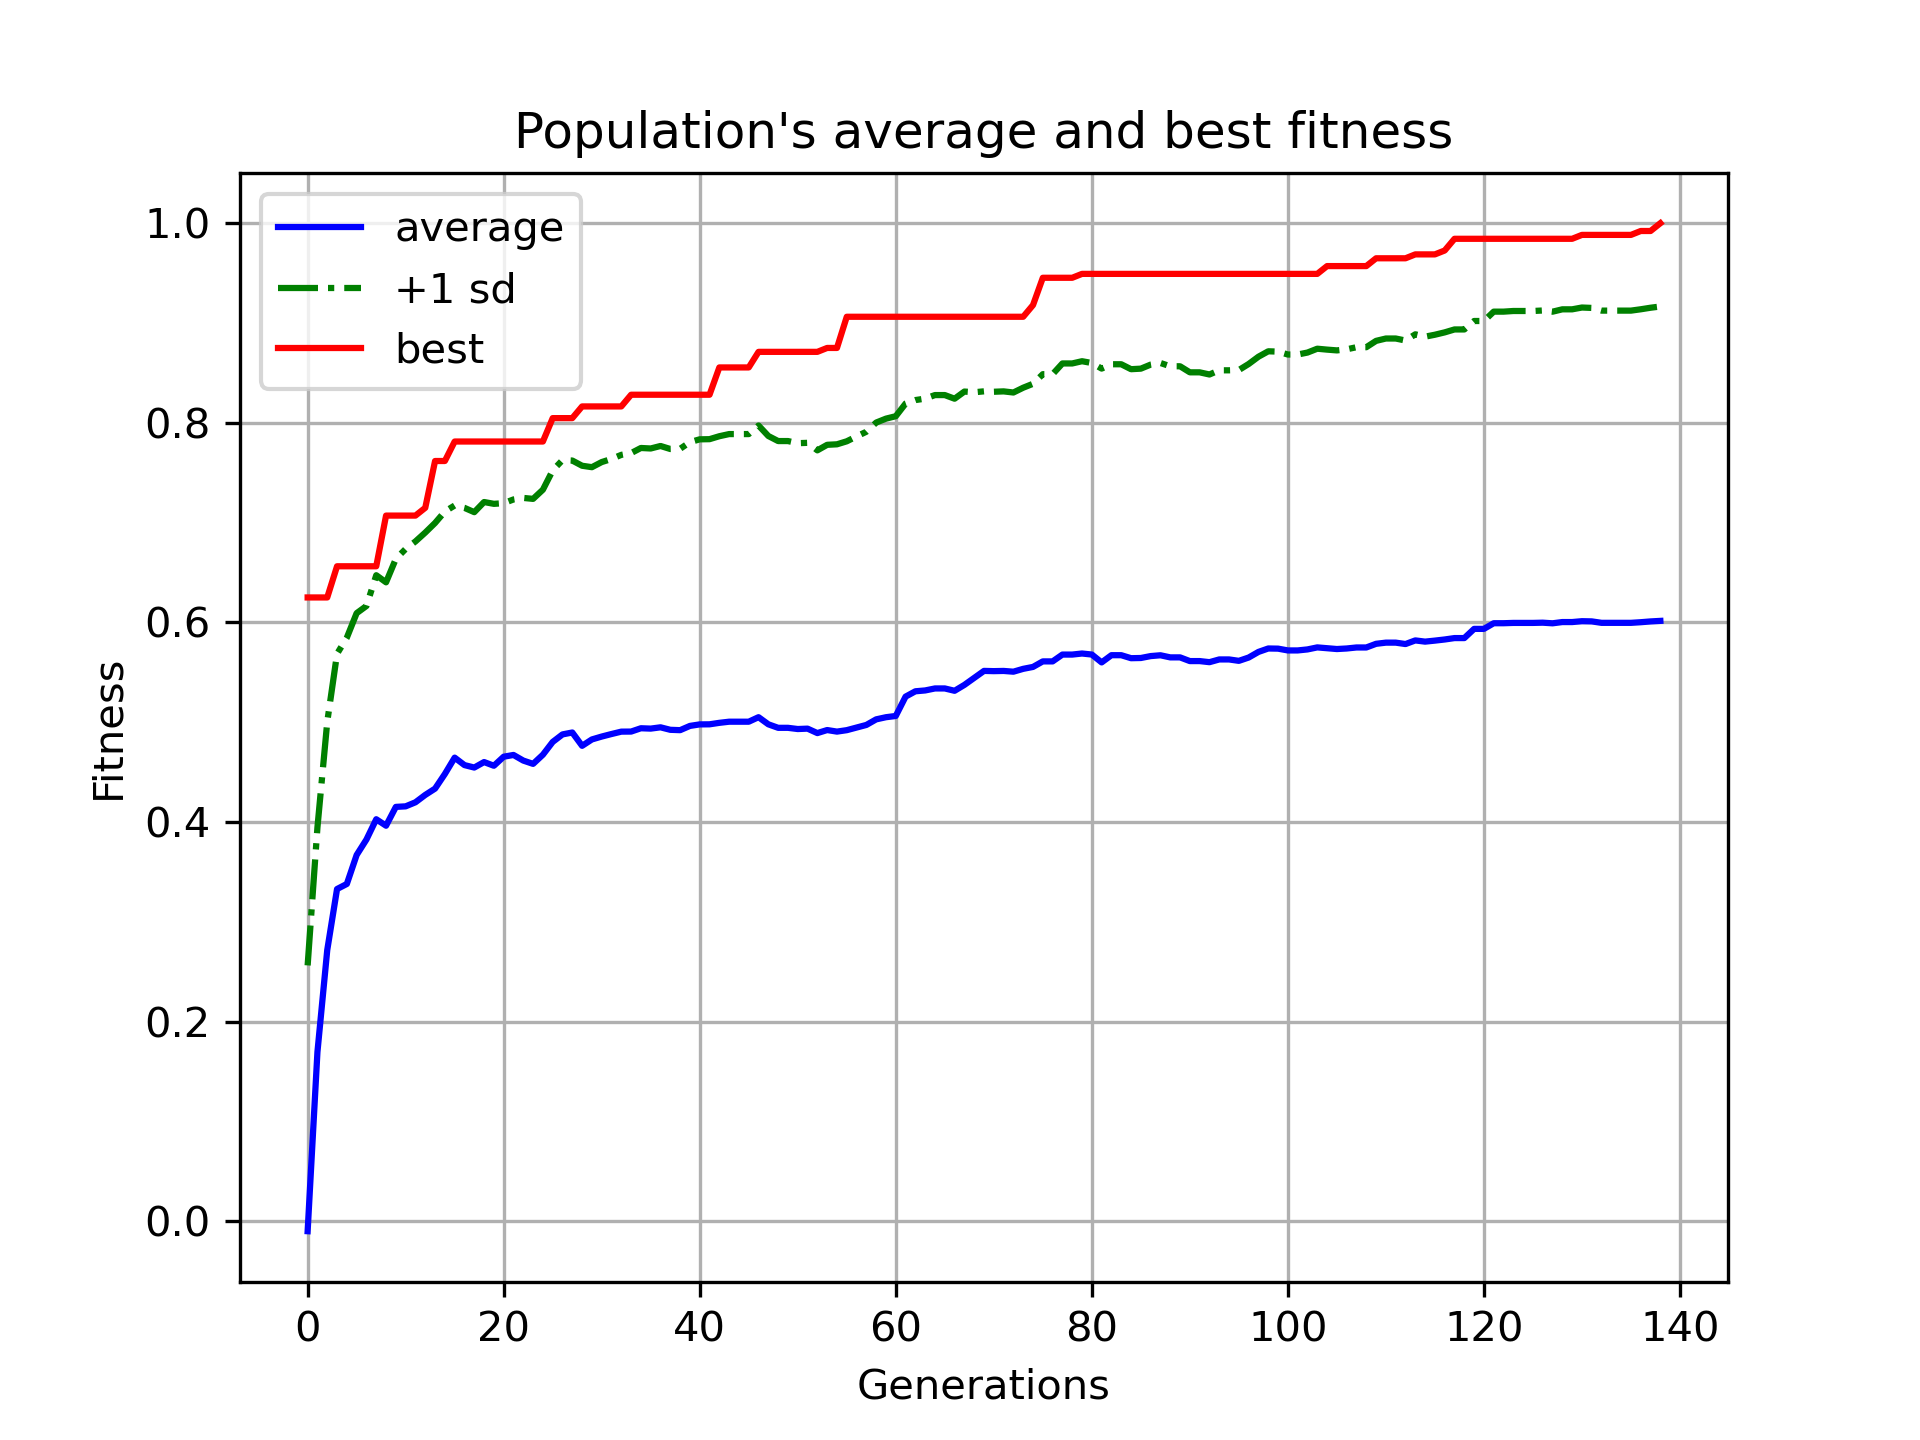 Population's average and best fitness
average
+1 sd
best
1.0
0.8
0.6
0.4
0.2
0.0
Fitness
0 20 40 60 80 100 120 140
Generations